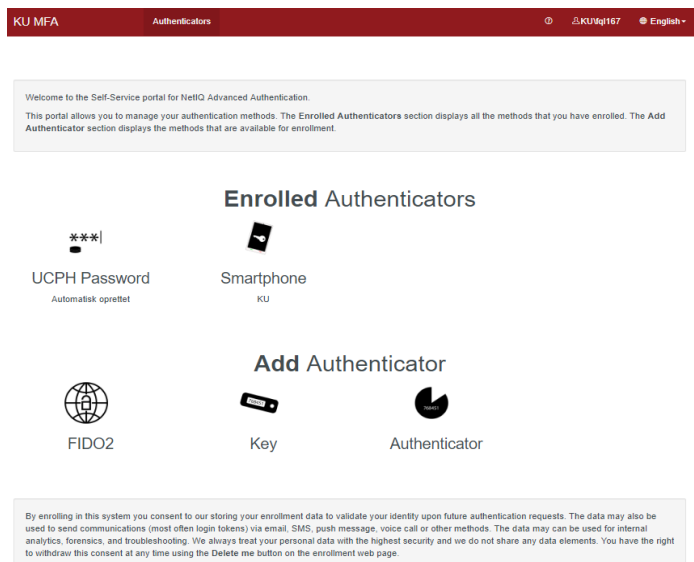 KU MFA Authenticators KU\fql167 English
Welcome to the Self-Service portal for NetIQ Advanced Authentication.
This portal allows you to manage your authentication methods. The Enrolled Authenticators section displays all the methods that you have enrolled. The Add
Authenticator section displays the methods that are available for enrollment.
Enrolled Authenticators
***|
UCPH Password Smartphone
Automatisk oprettet KU
Add Authenticator
FIDO2 Key Authenticator
By enrolling in this system you consent to our storing your enrollment data to validate your identity upon future authentication requests. The data may also be
used to send communications (most often login tokens) via email, SMS, push message, voice call or other methods. The data may can be used for internal
analytics, forensics, and troubleshooting. We always treat your personal data with the highest security and we do not share any data elements. You have the right
to withdraw this consent at any time using the Delete me button on the enrollment web page.